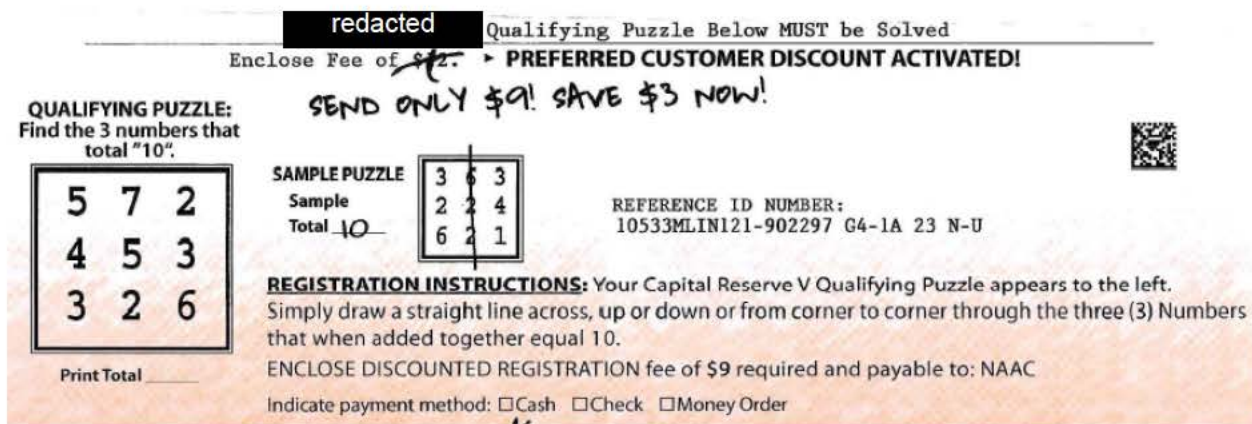 redacted
Qualifying Puzzle Below MUST be Solved
Enclose Fee of $12. ▸ PREFERRED CUSTOMER DISCOUNT ACTIVATED!
SEND ONLY $9! SAVE $3 NOW!
QUALIFYING PUZZLE:
Find the 3 numbers that
total "10".
5 7 2
4 5 3
3 2 6
Print Total ______
SAMPLE PUZZLE
Sample
Total 10
3 6 3
2 2 4
6 2 1
REFERENCE ID NUMBER:
10533MLIN121-902297 G4-1A 23 N-U
REGISTRATION INSTRUCTIONS: Your Capital Reserve V Qualifying Puzzle appears to the left.
Simply draw a straight line across, up or down or from corner to corner through the three (3) Numbers
that when added together equal 10.
ENCLOSE DISCOUNTED REGISTRATION fee of $9 required and payable to: NAAC
Indicate payment method: □Cash □Check □Money Order